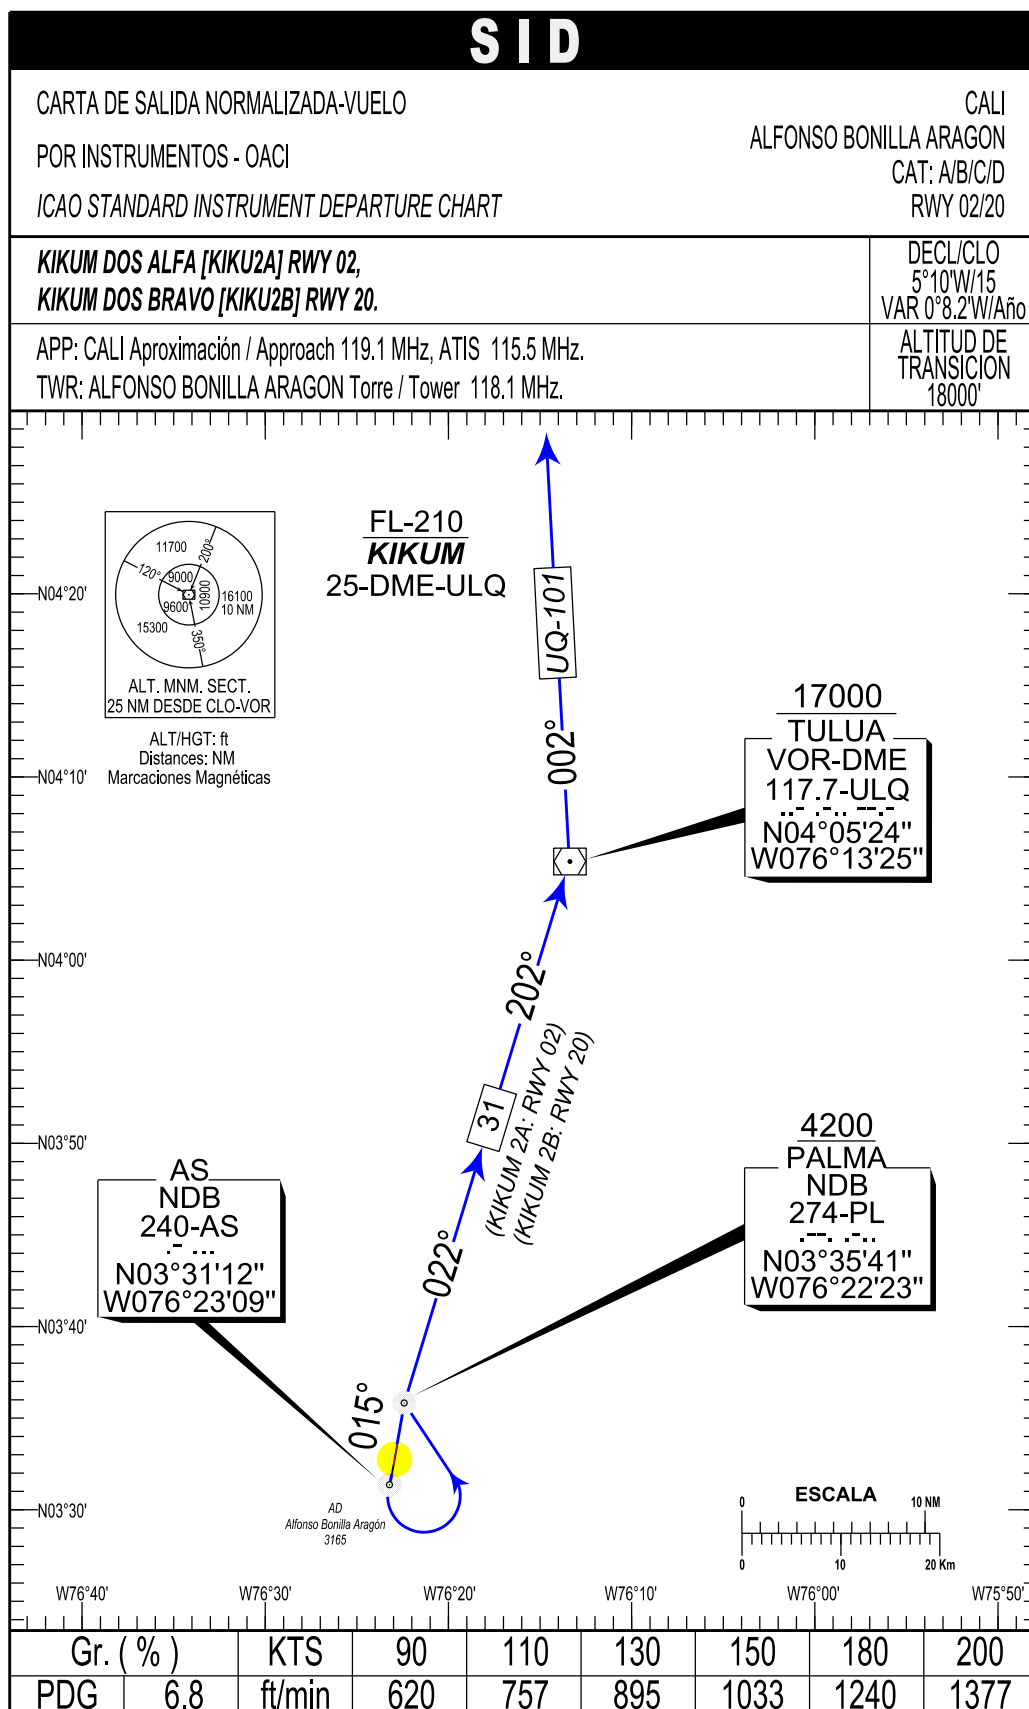 SID
CARTA DE SALIDA NORMALIZADA-VUELO
POR INSTRUMENTOS - OACI
ICAO STANDARD INSTRUMENT DEPARTURE CHART
CALI
ALFONSO BONILLA ARAGON
CAT: A/B/C/D
RWY 02/20
KIKUM DOS ALFA [KIKU2A] RWY 02,
KIKUM DOS BRAVO [KIKU2B] RWY 20.
DECL/CLO
5°10'W/15
VAR 0°8.2'W/Año
APP: CALI Aproximación / Approach 119.1 MHz, ATIS 115.5 MHz.
TWR: ALFONSO BONILLA ARAGON Torre / Tower 118.1 MHz.
ALTITUD DE
TRANSICION
18000'
11700
200°
120°
9000
10900
9600
16100
10 NM
15300
350°
ALT. MNM. SECT.
25 NM DESDE CLO-VOR
ALT/HGT: ft
Distances: NM
Marcaciones Magnéticas
FL-210
KIKUM
25-DME-ULQ
UQ-101
002°
17000
TULUA
VOR-DME
117.7-ULQ
N04°05'24"
W076°13'25"
202°
31
(KIKUM 2A: RWY 02)
(KIKUM 2B: RWY 20)
022°
4200
PALMA
NDB
274-PL
N03°35'41"
W076°22'23"
AS
NDB
240-AS
N03°31'12"
W076°23'09"
015°
AD
Alfonso Bonilla Aragón
3165
ESCALA
0 10 NM
0 10 20 Km
N04°20'
N04°10'
N04°00'
N03°50'
N03°40'
N03°30'
W76°40' W76°30' W76°20' W76°10' W76°00' W75°50'
Gr. ( % ) KTS 90 110 130 150 180 200
PDG 6.8 ft/min 620 757 895 1033 1240 1377